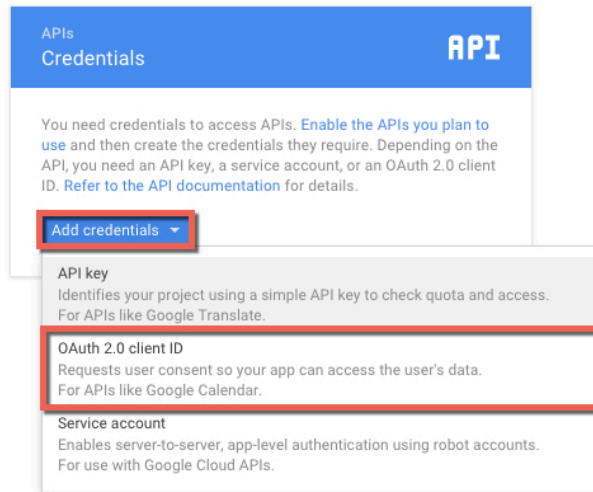 APIs
Credentials
API
You need credentials to access APIs. Enable the APIs you plan to
use and then create the credentials they require. Depending on the
API, you need an API key, a service account, or an OAuth 2.0 client
ID. Refer to the API documentation for details.
Add credentials
API key
Identifies your project using a simple API key to check quota and access.
For APIs like Google Translate.
OAuth 2.0 client ID
Requests user consent so your app can access the user's data.
For APIs like Google Calendar.
Service account
Enables server-to-server, app-level authentication using robot accounts.
For use with Google Cloud APIs.